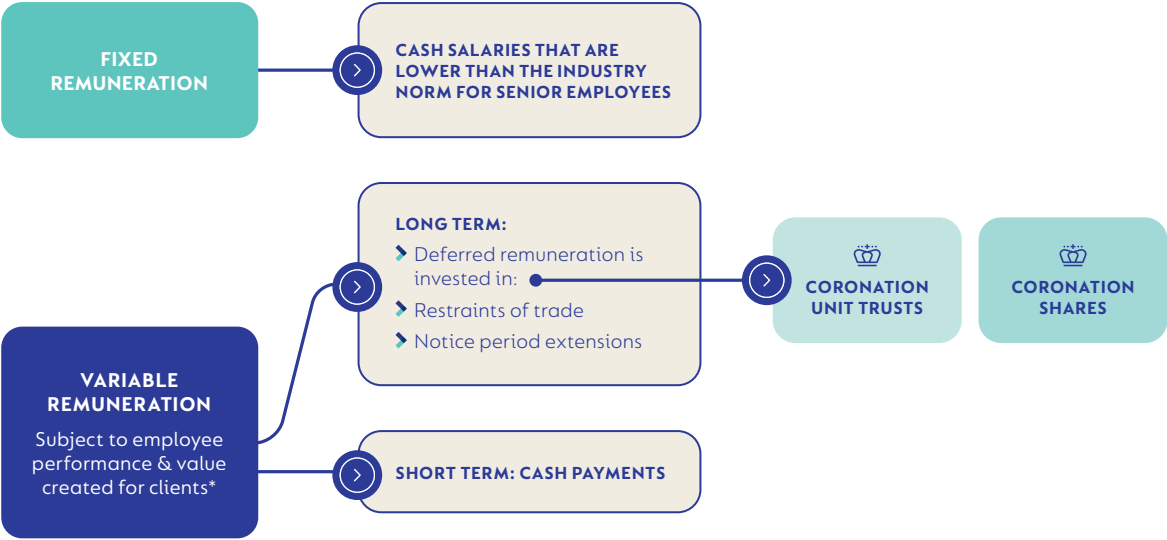 FIXED
REMUNERATION
CASH SALARIES THAT ARE
LOWER THAN THE INDUSTRY
NORM FOR SENIOR EMPLOYEES
VARIABLE
REMUNERATION
Subject to employee
performance & value
created for clients*
LONG TERM:
Deferred remuneration is
invested in:
Restraints of trade
Notice period extensions
CORONATION
UNIT TRUSTS
CORONATION
SHARES
SHORT TERM: CASH PAYMENTS